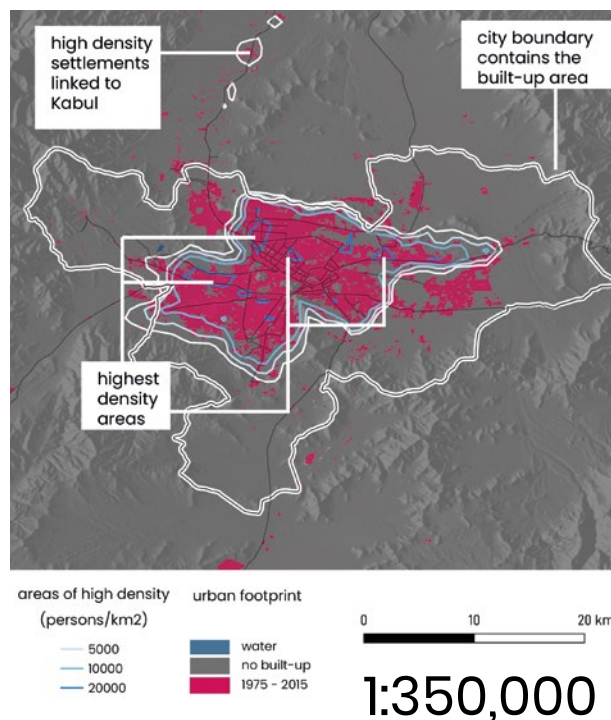 high density
settlements
linked to
Kabul
city boundary
contains the
built-up area
highest
density
areas
areas of high density
(persons/km2)
5000
10000
20000
urban footprint
water
no built-up
1975 - 2015
0 10 20 km
1:350,000